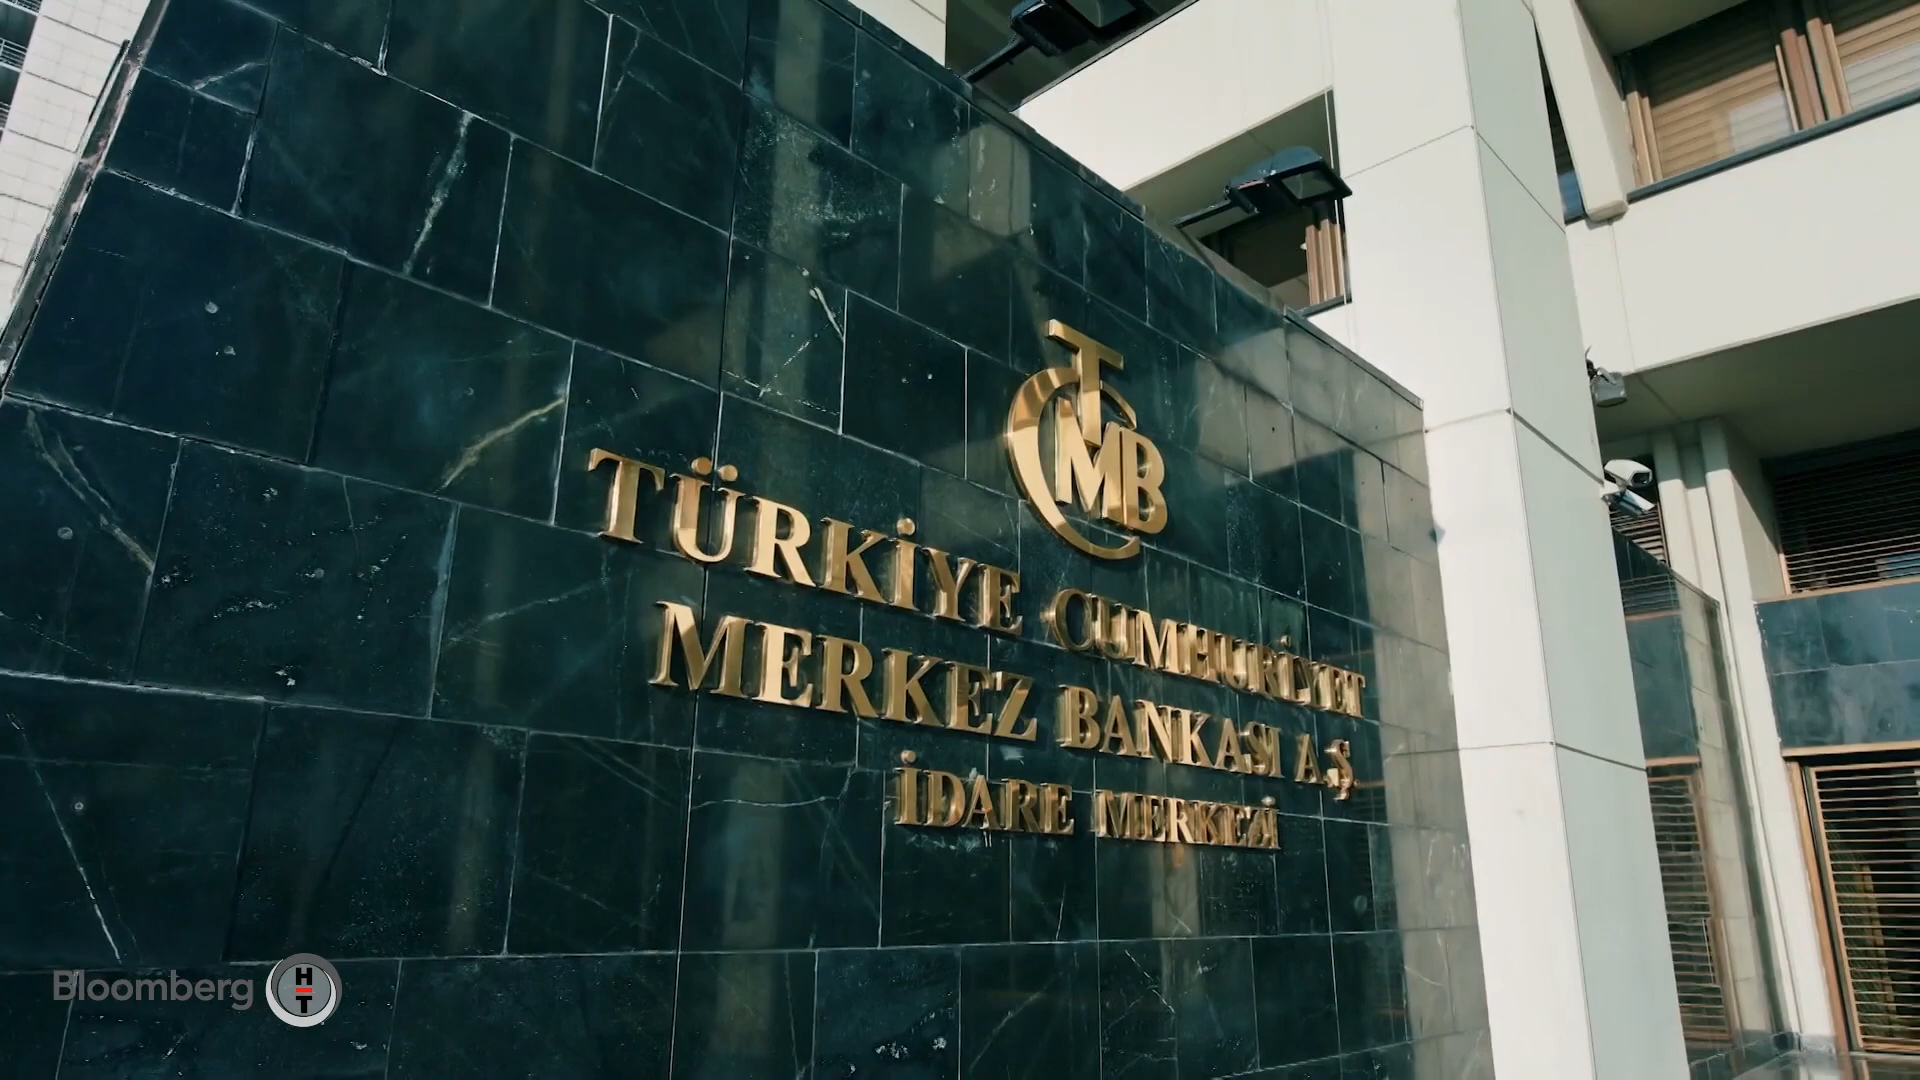 TCMB
TÜRKİYE CUMHURİYET
MERKEZ BANKASI A.Ş.
İDARE MERKEZİ
Bloomberg HT